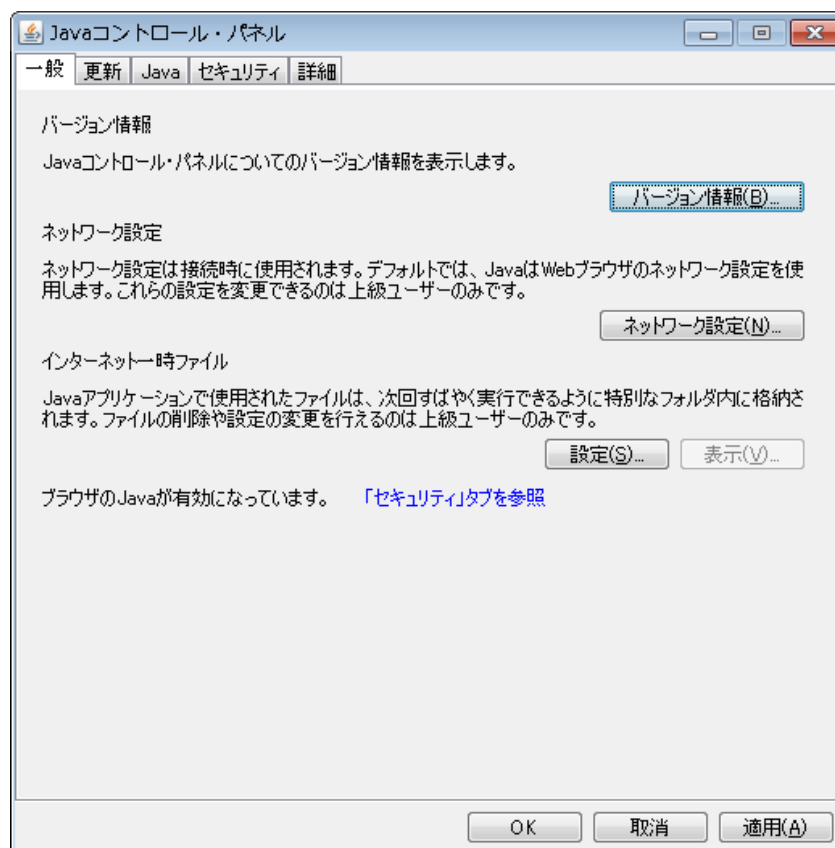 Javaコントロール・パネル
一般 更新 Java セキュリティ 詳細
バージョン情報
Javaコントロール・パネルについてのバージョン情報を表示します。
バージョン情報(B)...
ネットワーク設定
ネットワーク設定は接続時に使用されます。デフォルトでは、JavaはWebブラウザのネットワーク設定を使
用します。これらの設定を変更できるのは上級ユーザーのみです。
ネットワーク設定(N)...
インターネット一時ファイル
Javaアプリケーションで使用されたファイルは、次回すばやく実行できるように特別なフォルダ内に格納さ
れます。ファイルの削除や設定の変更を行えるのは上級ユーザーのみです。
設定(S)... 表示(V)...
ブラウザのJavaが有効になっています。 「セキュリティ」タブを参照
OK 取消 適用(A)